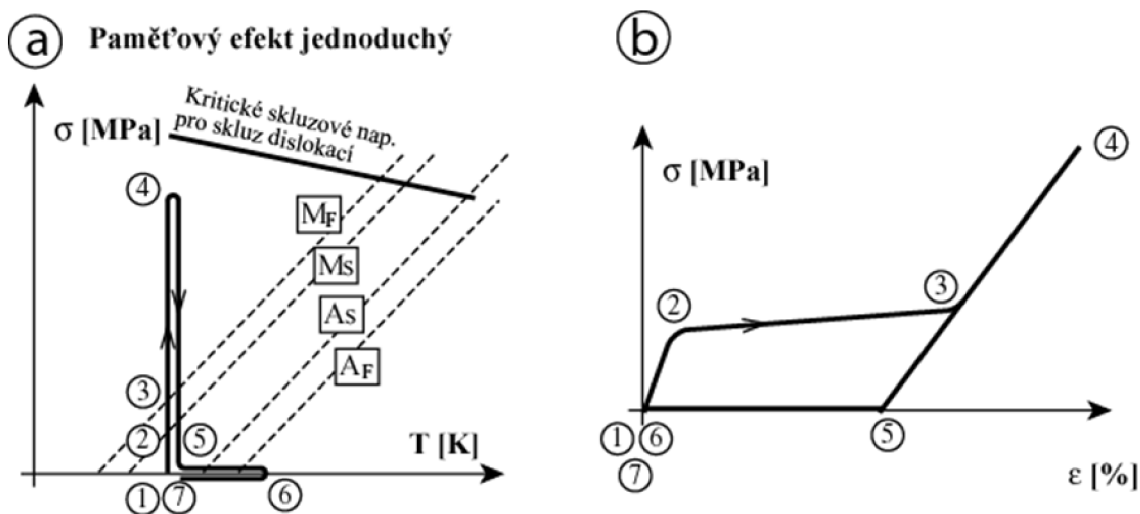 a
Paměťový efekt jednoduchý
σ [MPa]
Kritické skluzové nap.
pro skluz dislokací
4
MF
Ms
As
AF
3
2
5
T [K]
1
7
6
b
σ [MPa]
4
3
2
1
6
7
5
ε [%]